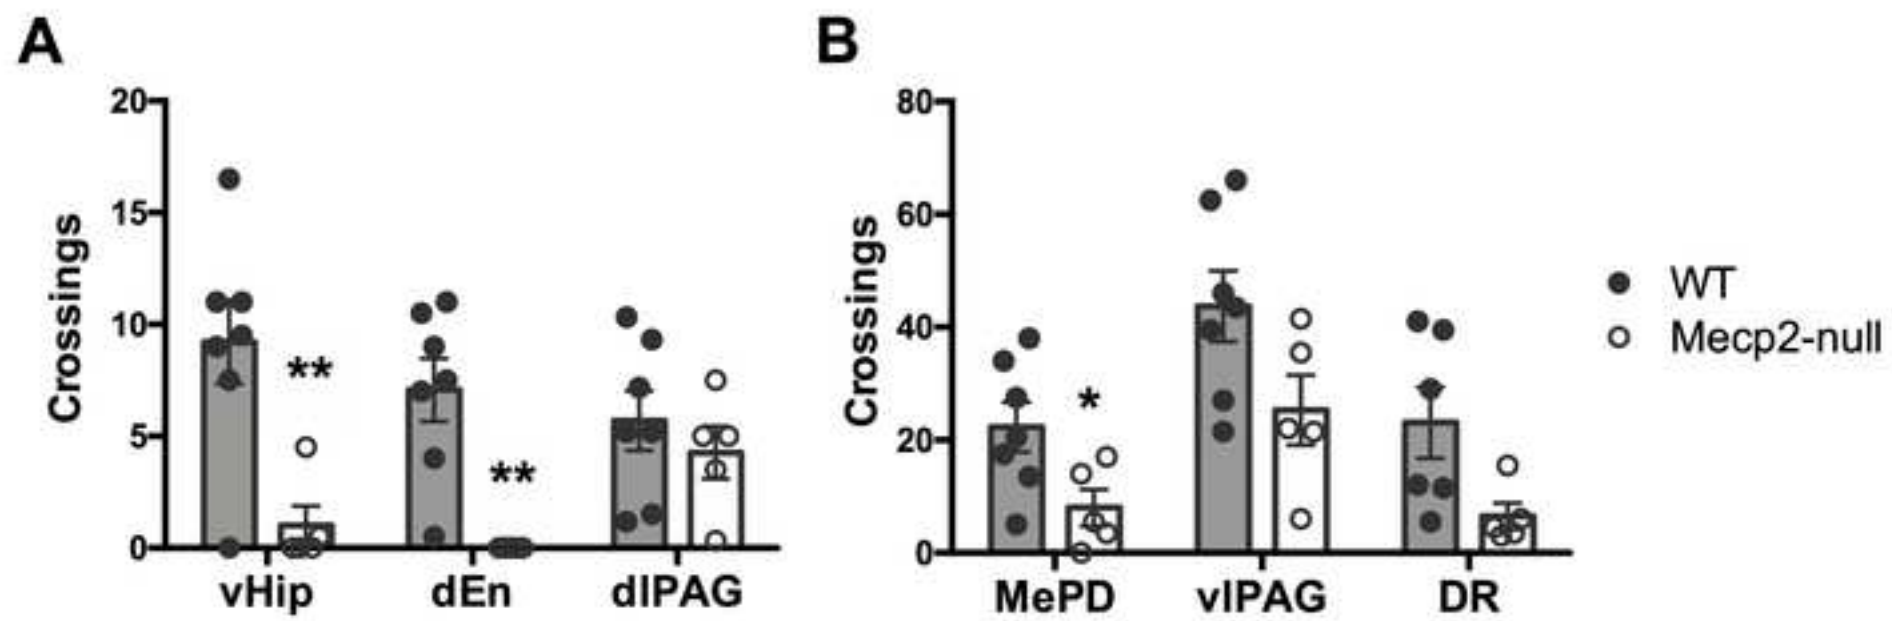 A
B
20
15
10
5
0
Crossings
**
**
vHip
dEn
dlPAG
80
60
40
20
0
Crossings
*
MePD
vlPAG
DR
WT
Mecp2-null